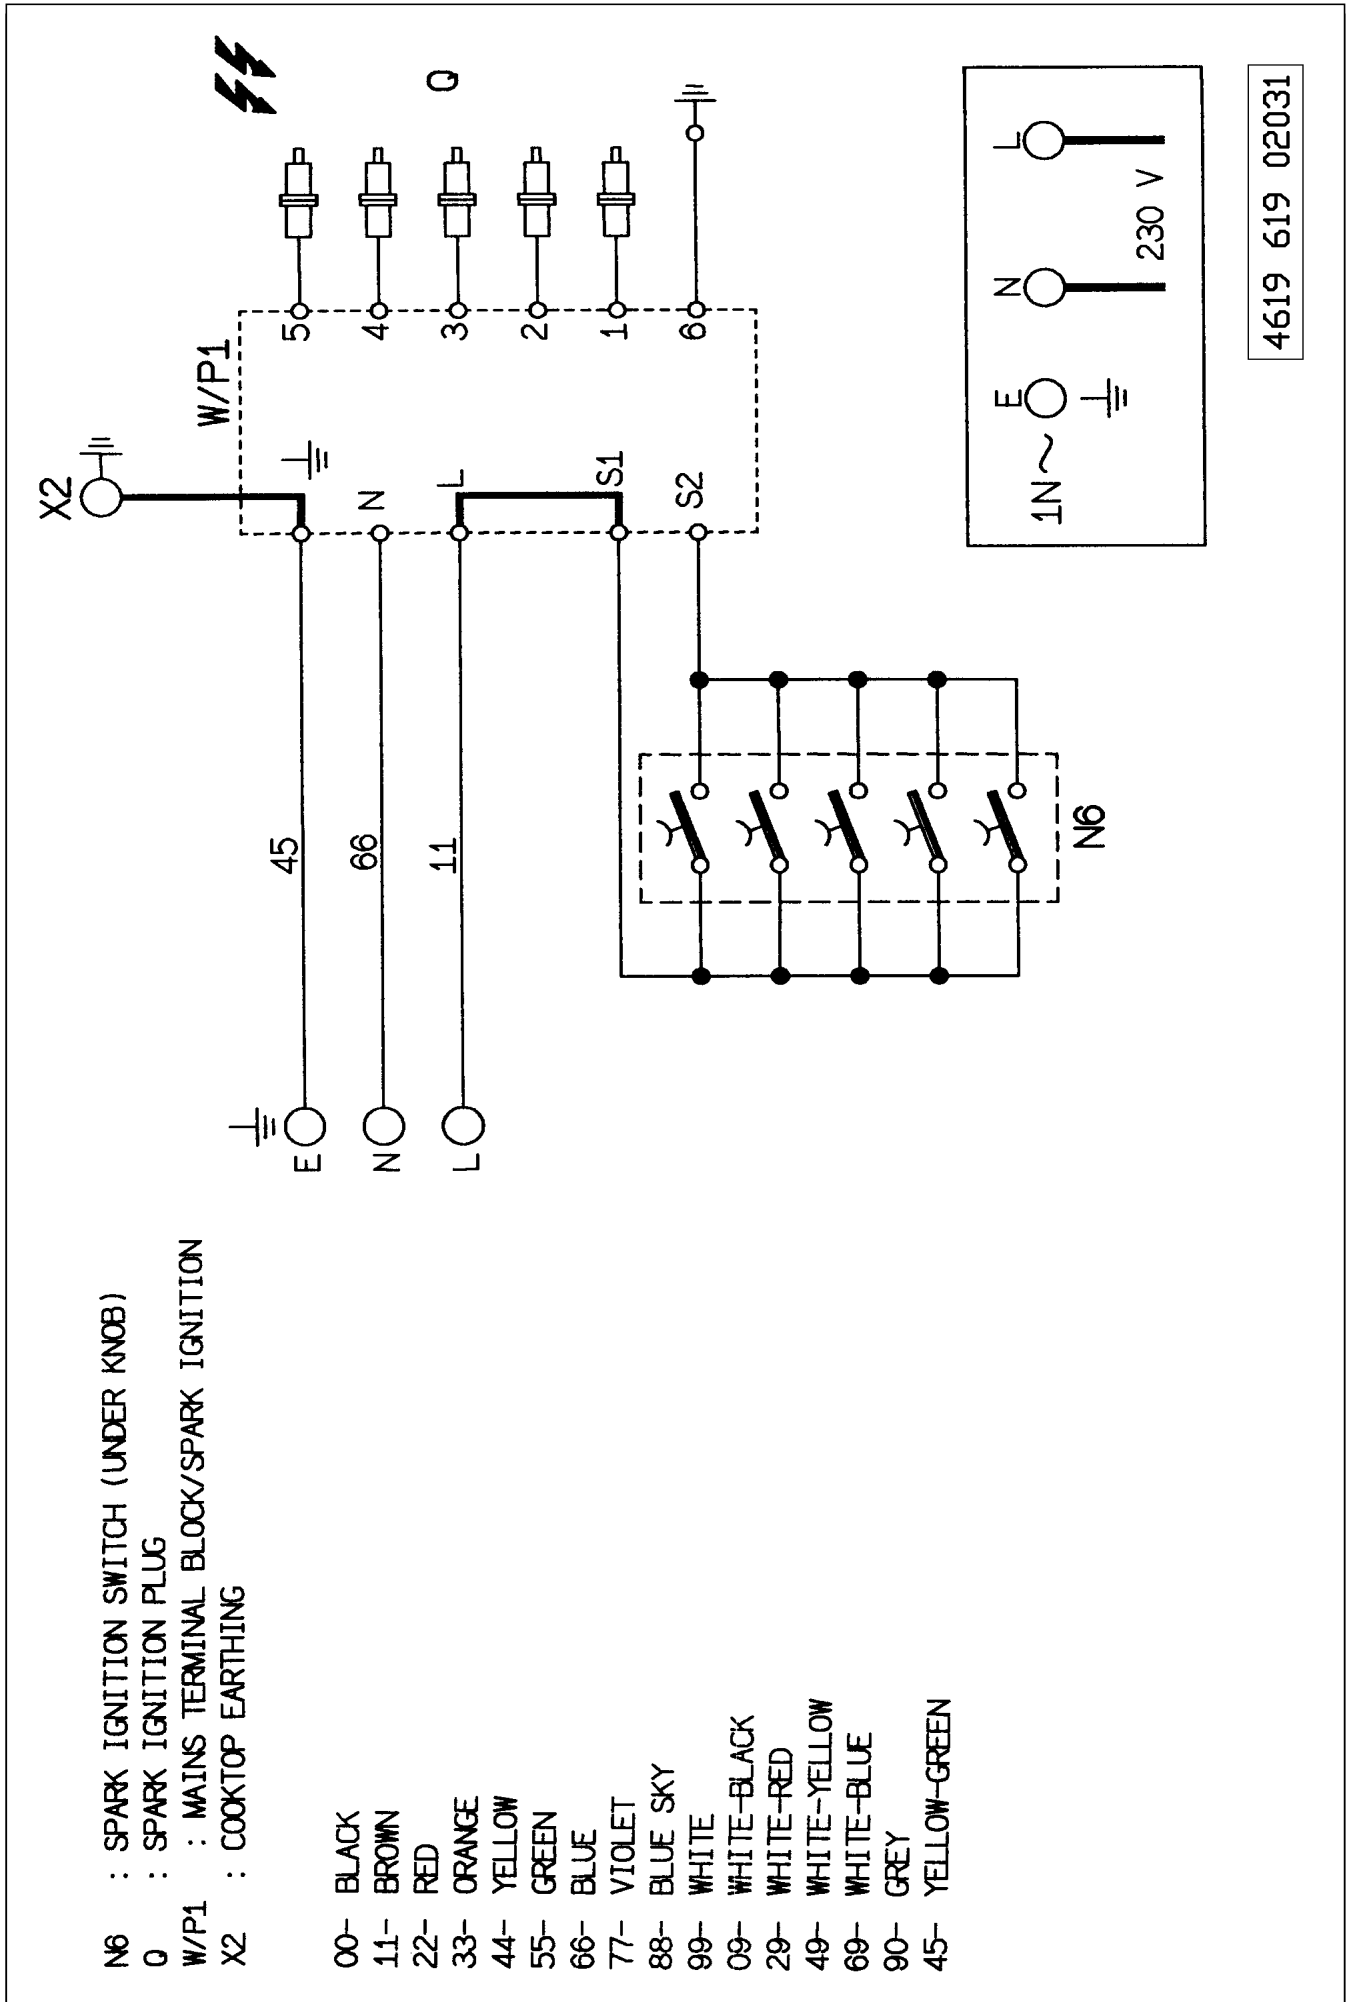 N6 : SPARK IGNITION SWITCH (UNDER KNOB)
Q : SPARK IGNITION PLUG
W/P1 : MAINS TERMINAL BLOCK/SPARK IGNITION
X2 : COOKTOP EARTHING
00- BLACK
11- BROWN
22- RED
33- ORANGE
44- YELLOW
55- GREEN
66- BLUE
77- VIOLET
88- BLUE SKY
99- WHITE
09- WHITE-BLACK
29- WHITE-RED
49- WHITE-YELLOW
69- WHITE-BLUE
90- GREY
45- YELLOW-GREEN
X2
W/P1
Q
E
45
5
N
66
N
4
L
11
L
3
2
S1
1
S2
6
N6
1N~
E
N
L
230 V
4619 619 02031